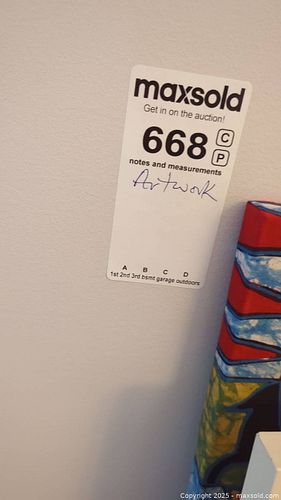 maxsold
Get in on the auction!
668 C
P
notes and measurements
Artwork
A B C D
1st 2nd 3rd bsmt garage outdoors
Copyright 2025 - maxsold.com